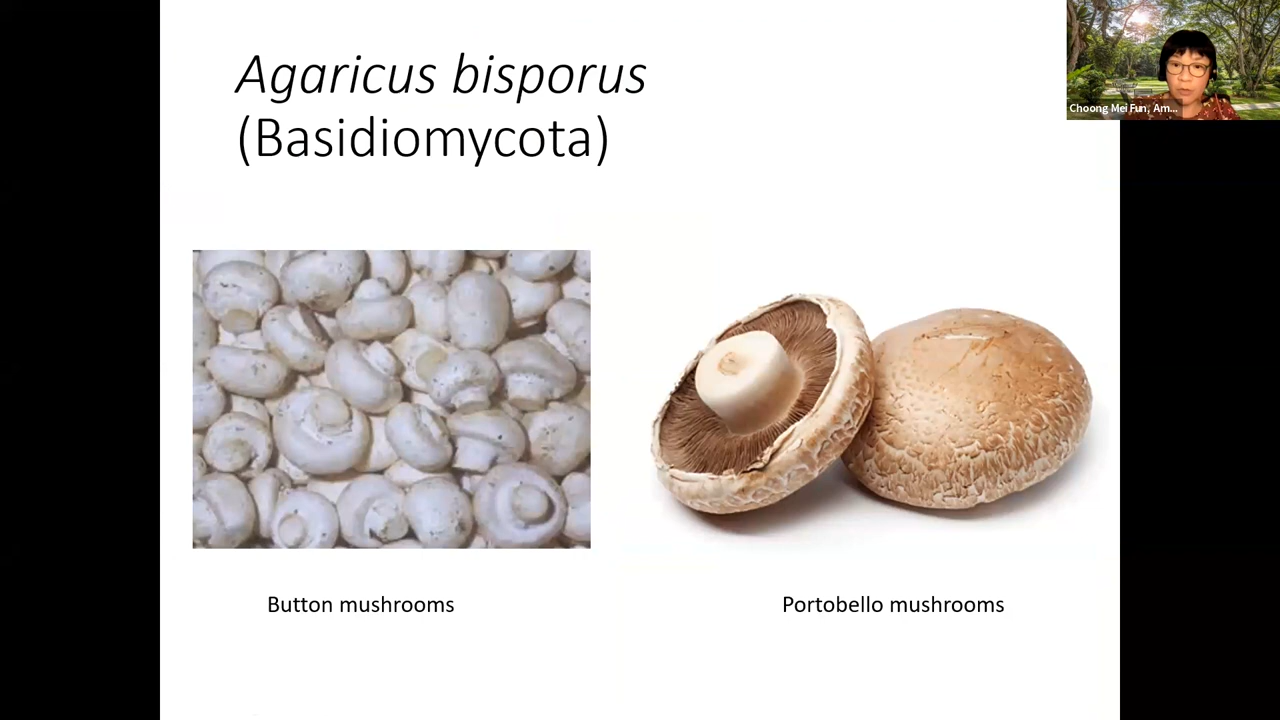 Agaricus bisporus
(Basidiomycota)
Choong Mei Fun, Am...
Button mushrooms
Portobello mushrooms